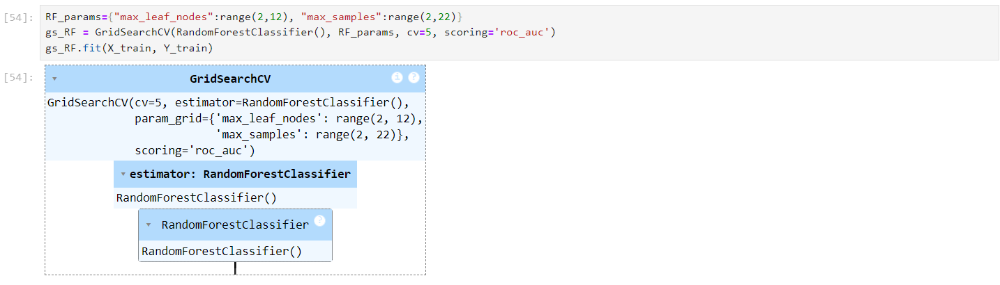 [54]: RF_params={"max_leaf_nodes":range(2,12), "max_samples":range(2,22)}
gs_RF = GridSearchCV(RandomForestClassifier(), RF_params, cv=5, scoring='roc_auc')
gs_RF.fit(X_train, Y_train)
[54]: ▾ GridSearchCV i ?
GridSearchCV(cv=5, estimator=RandomForestClassifier(),
param_grid={'max_leaf_nodes': range(2, 12),
'max_samples': range(2, 22)},
scoring='roc_auc')
▾ estimator: RandomForestClassifier
RandomForestClassifier()
▾ RandomForestClassifier ?
RandomForestClassifier()